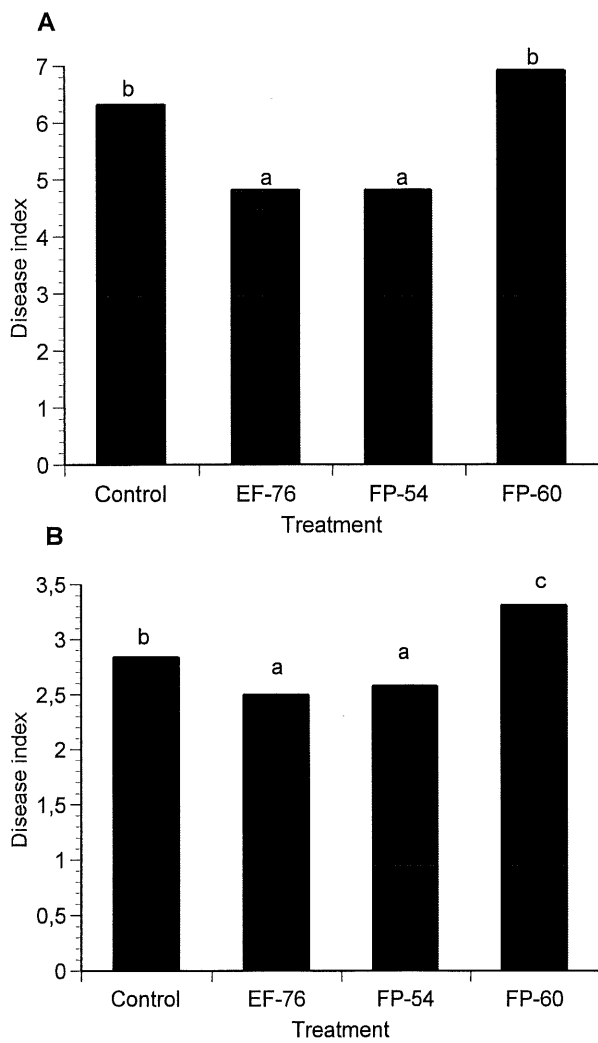 A
7
6
5
4
3
2
1
0
Disease index
b
a
a
b
Control EF-76 FP-54 FP-60
Treatment
B
3,5
3
2,5
2
1,5
1
0,5
0
Disease index
b
a
a
c
Control EF-76 FP-54 FP-60
Treatment